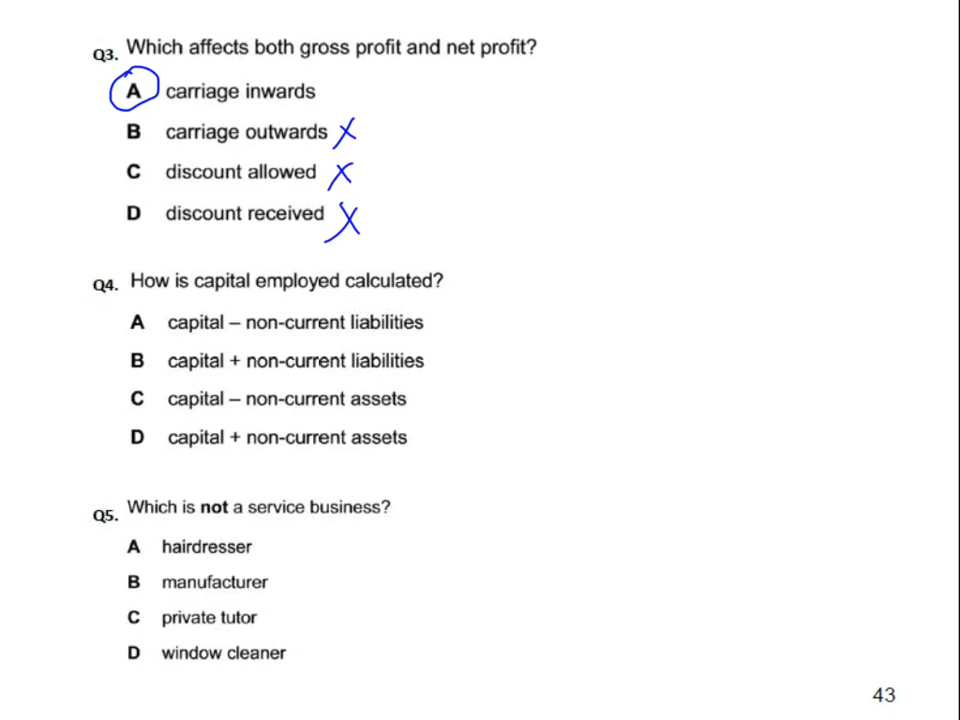 Q3. Which affects both gross profit and net profit?
A carriage inwards
B carriage outwards X
C discount allowed X
D discount received X
Q4. How is capital employed calculated?
A capital – non-current liabilities
B capital + non-current liabilities
C capital – non-current assets
D capital + non-current assets
Q5. Which is not a service business?
A hairdresser
B manufacturer
C private tutor
D window cleaner
43